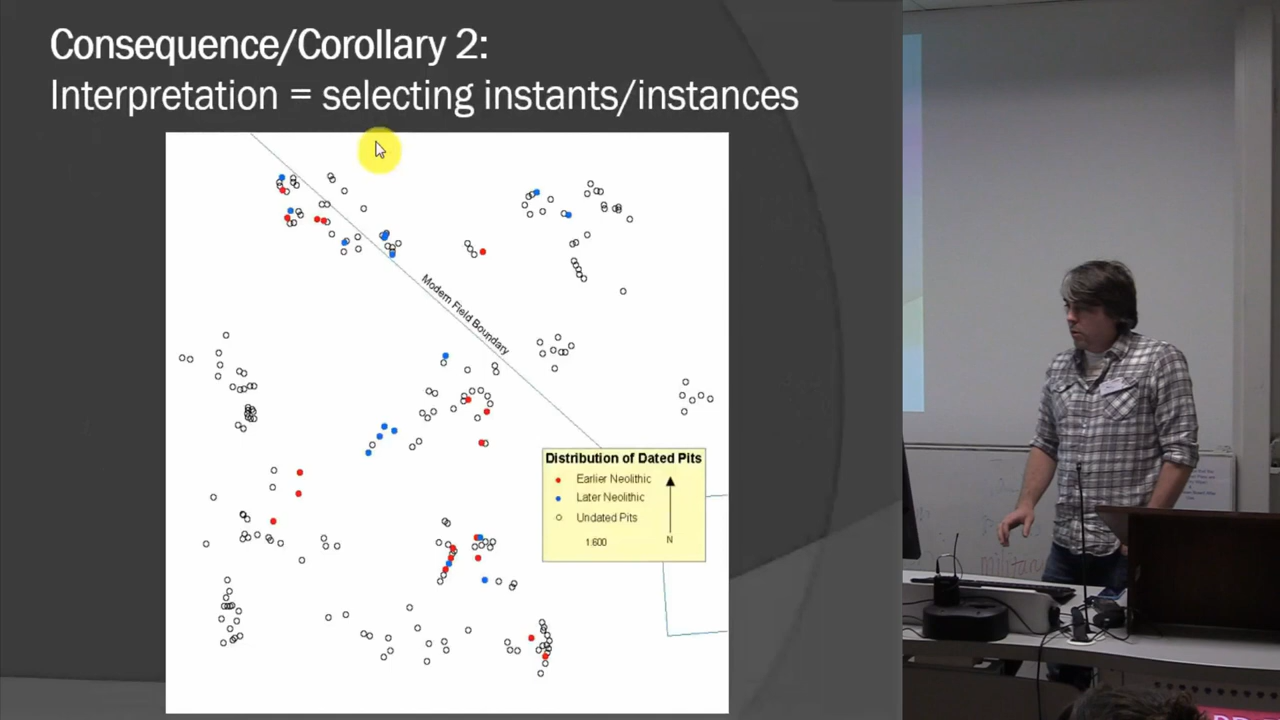 Consequence/Corollary 2:
Interpretation = selecting instants/instances
Modern Field Boundary
Distribution of Dated Pits
Earlier Neolithic
Later Neolithic
Undated Pits
1:600
N
military